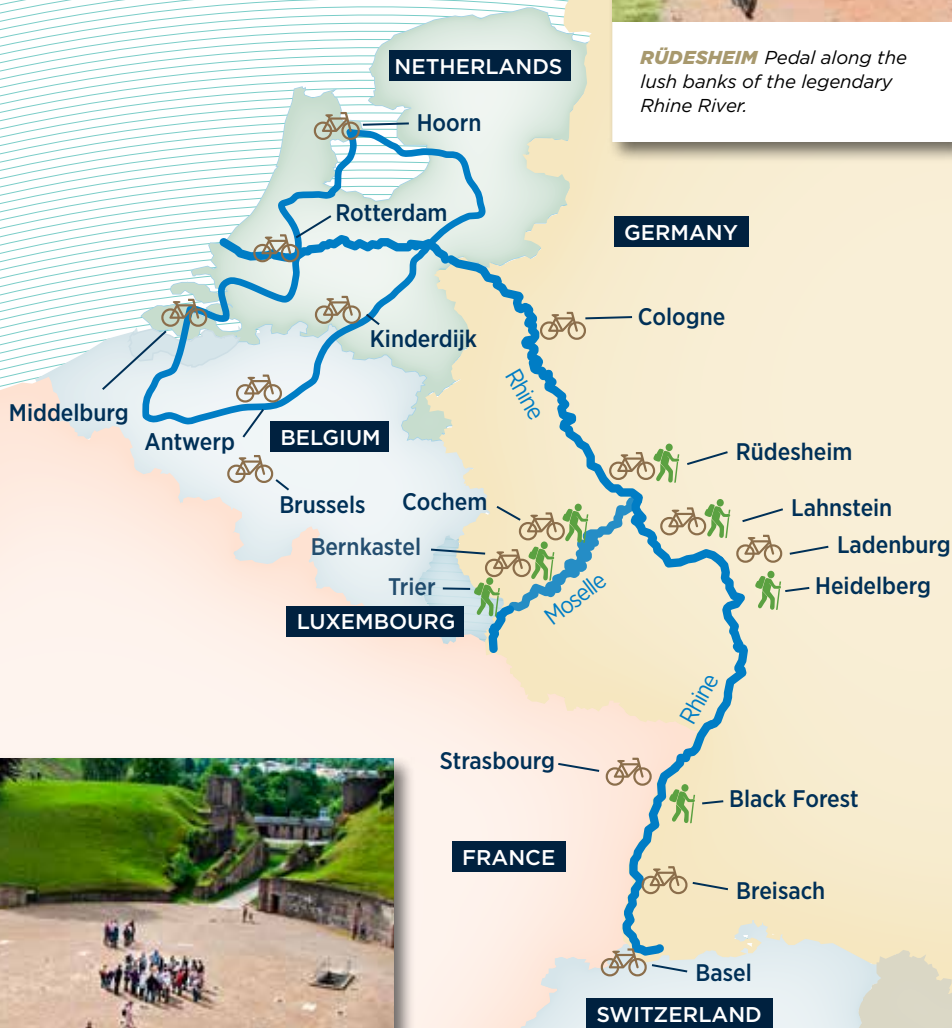 RÜDESHEIM Pedal along the
lush banks of the legendary
Rhine River.
NETHERLANDS
Hoorn
Rotterdam
GERMANY
Cologne
Kinderdijk
Rhine
Middelburg
Antwerp
BELGIUM
Brussels
Rüdesheim
Cochem
Lahnstein
Bernkastel
Ladenburg
Trier
Heidelberg
Moselle
LUXEMBOURG
Rhine
Strasbourg
Black Forest
FRANCE
Breisach
Basel
SWITZERLAND